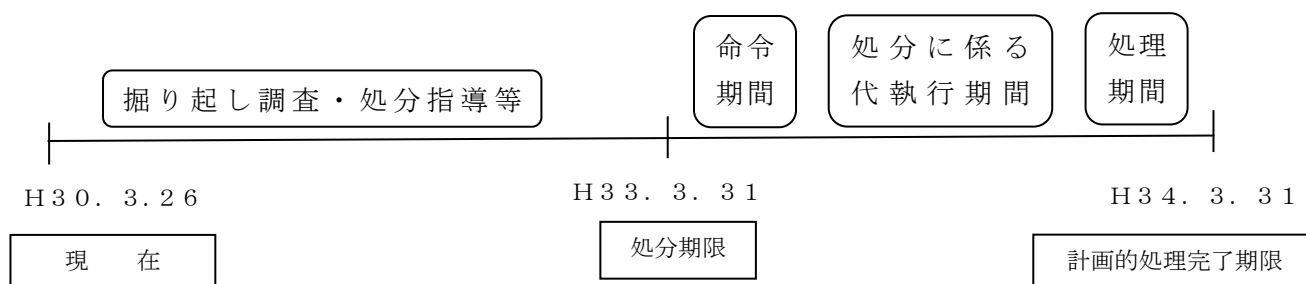 掘り起し調査・処分指導等
命令
期間
処分に係る
代執行期間
処理
期間
H30. 3.26
H33. 3. 31
H34. 3. 31
現 在
処分期限
計画的処理完了期限